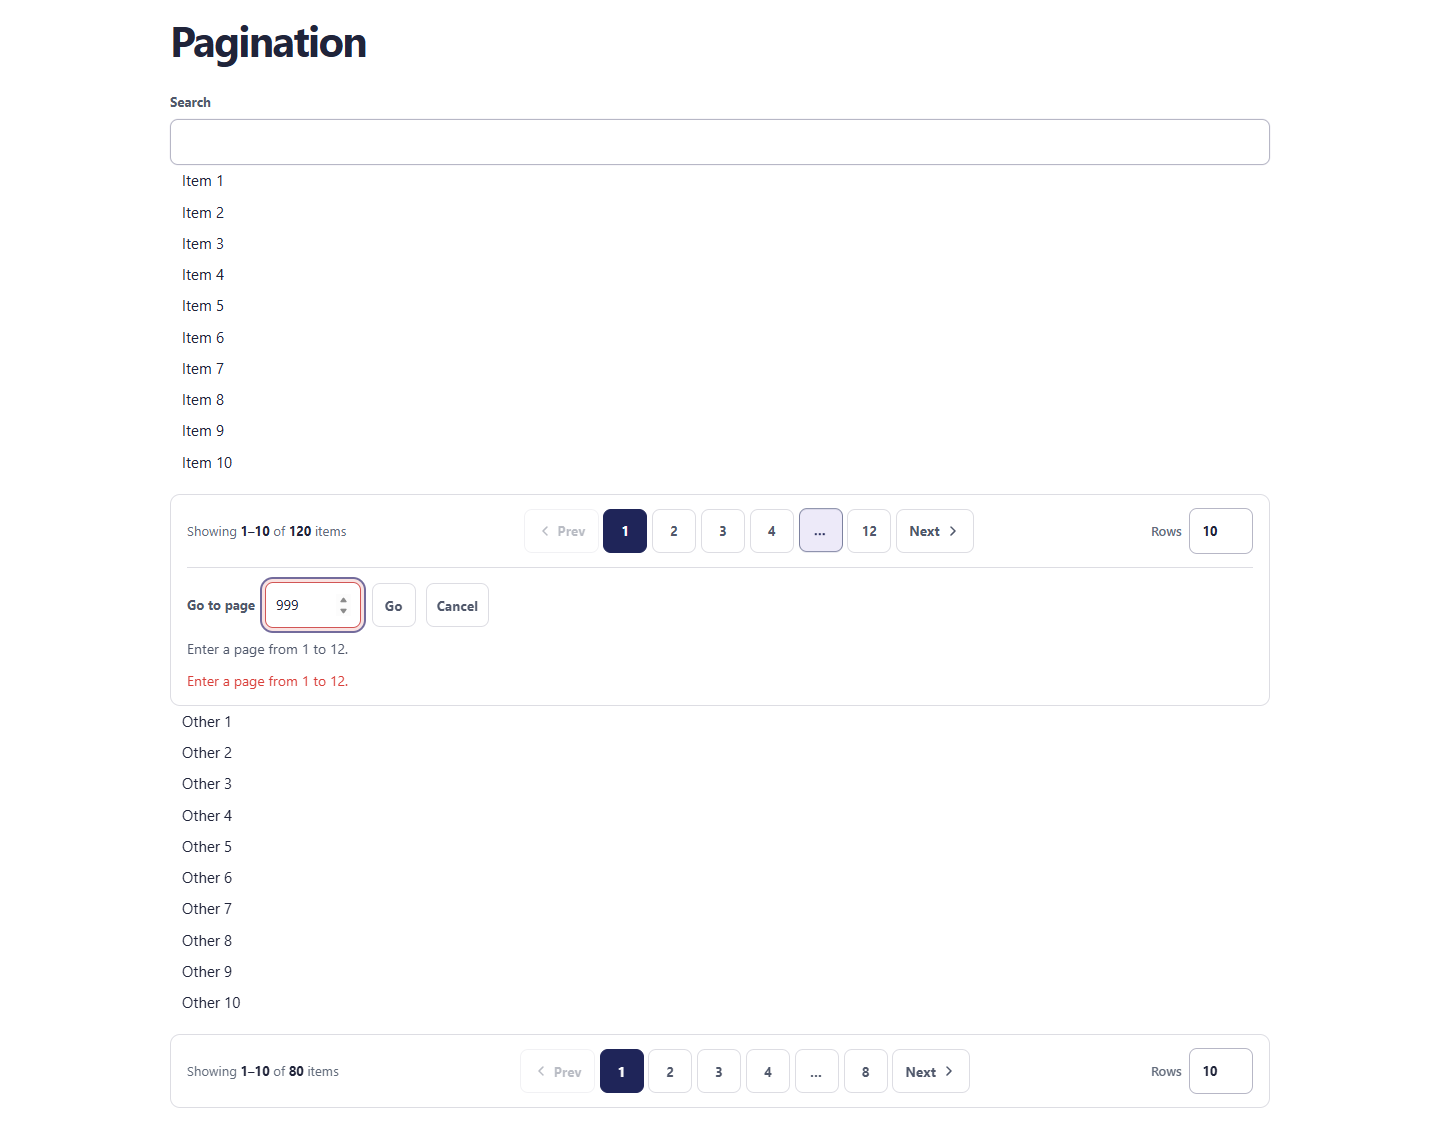 Pagination
Search
Item 1
Item 2
Item 3
Item 4
Item 5
Item 6
Item 7
Item 8
Item 9
Item 10
Showing 1–10 of 120 items Prev 1 2 3 4 ... 12 Next Rows 10
Go to page 999 Go Cancel
Enter a page from 1 to 12.
Enter a page from 1 to 12.
Other 1
Other 2
Other 3
Other 4
Other 5
Other 6
Other 7
Other 8
Other 9
Other 10
Showing 1–10 of 80 items Prev 1 2 3 4 ... 8 Next Rows 10